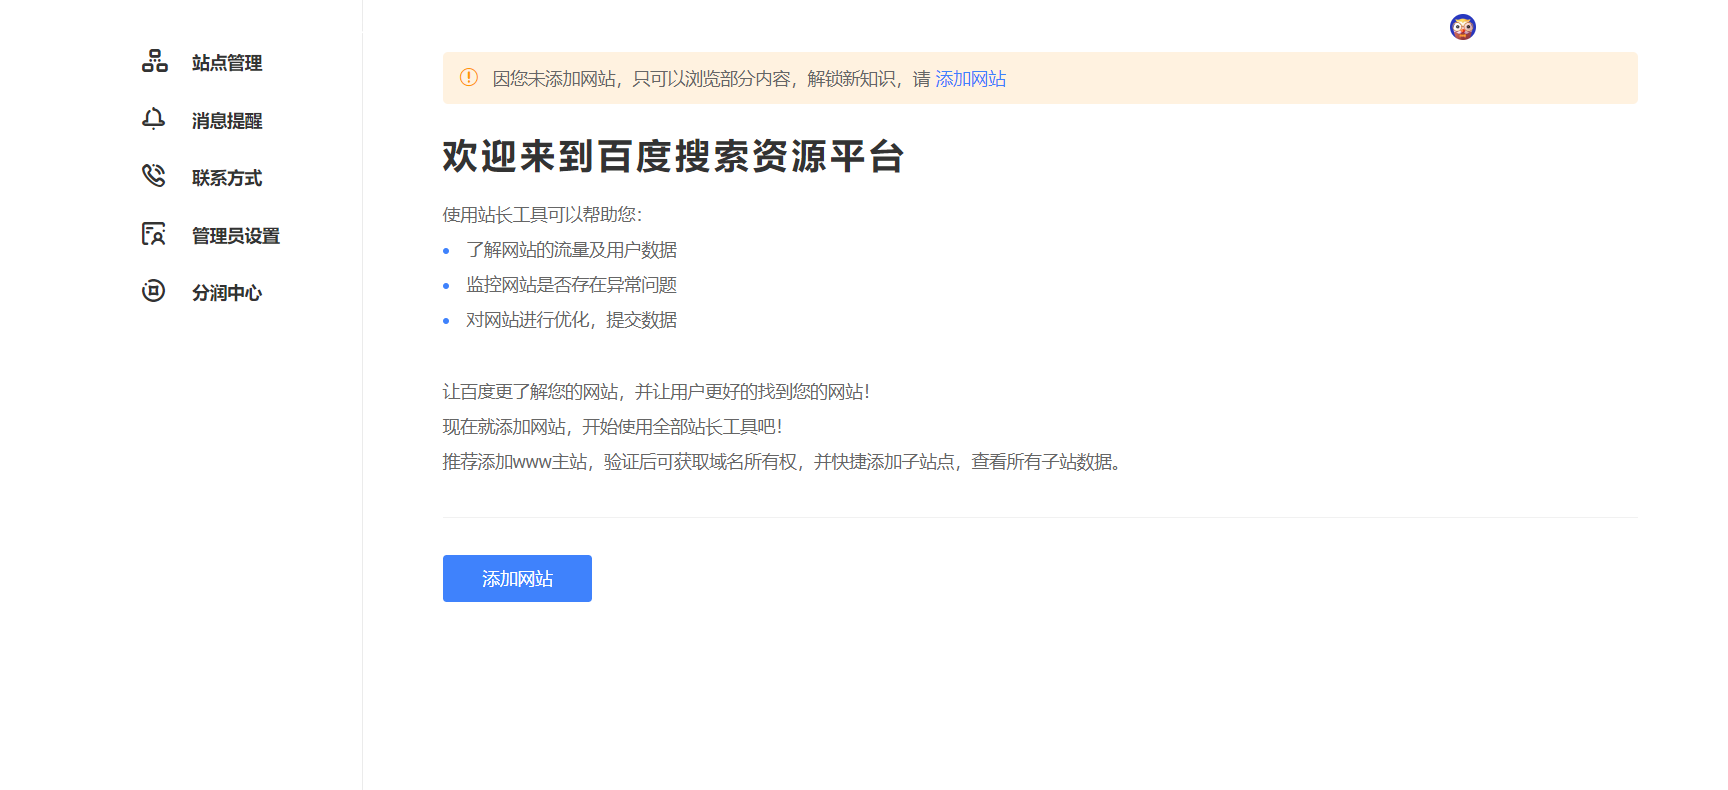 站点管理
消息提醒
联系方式
管理员设置
分润中心
因您未添加网站，只可以浏览部分内容，解锁新知识，请 添加网站
欢迎来到百度搜索资源平台
使用站长工具可以帮助您：
了解网站的流量及用户数据
监控网站是否存在异常问题
对网站进行优化，提交数据
让百度更了解您的网站，并让用户更好的找到您的网站！
现在就添加网站，开始使用全部站长工具吧！
推荐添加www主站，验证后可获取域名所有权，并快捷添加子站点，查看所有子站数据。
添加网站